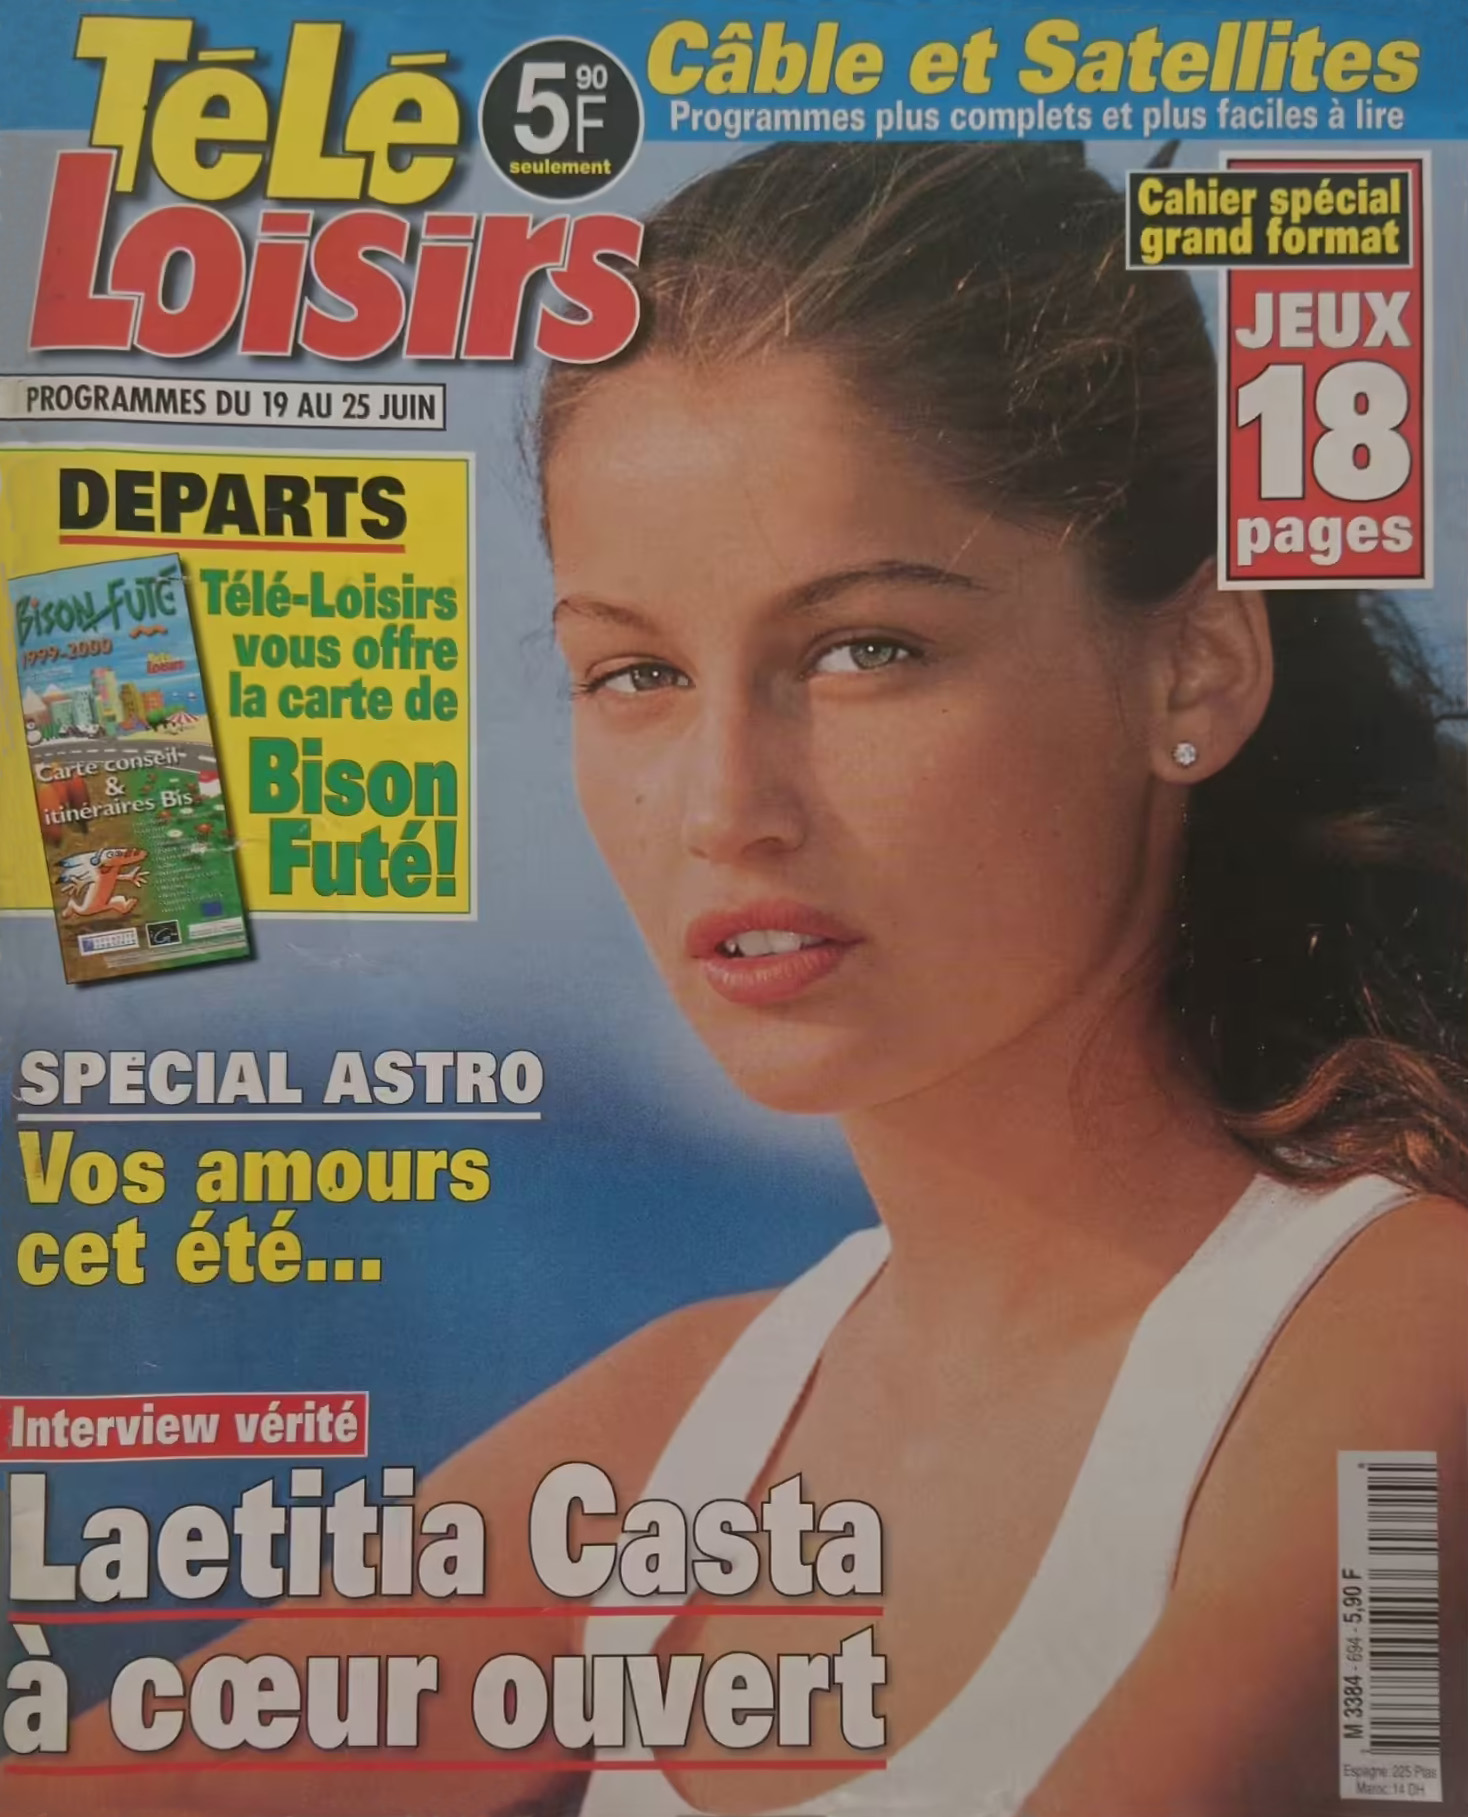 Télé
Loisirs
5,90 F
seulement
Câble et Satellites
Programmes plus complets et plus faciles à lire
Cahier spécial
grand format
JEUX
18
pages
PROGRAMMES DU 19 AU 25 JUIN
DEPARTS
Télé-Loisirs
vous offre
la carte de
Bison
Futé!
BISON FUTÉ
1999-2000
Télé
Loisirs
Carte conseil
&
itinéraires Bis
SPÉCIAL ASTRO
Vos amours
cet été...
Interview vérité
Laetitia Casta
à cœur ouvert
M 3384 - 694 - 5,90 F
Espagne: 225 Ptas
Maroc: 14 DH